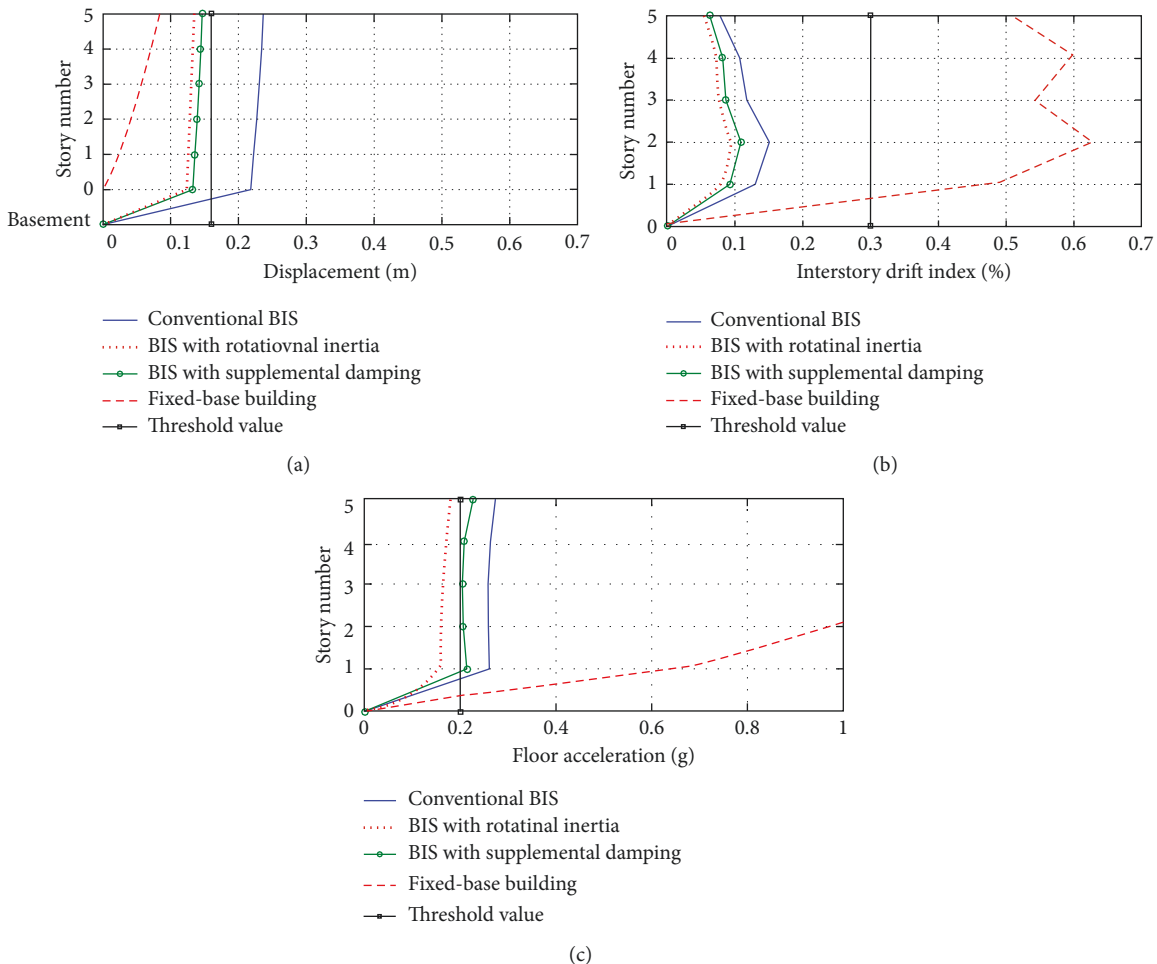 5
4
3
2
1
0
Story number
Basement
0 0.1 0.2 0.3 0.4 0.5 0.6 0.7
Displacement (m)
Conventional BIS
BIS with rotatiovnal inertia
BIS with supplemental damping
Fixed-base building
Threshold value
(a)
5
4
3
2
1
0
Story number
0 0.1 0.2 0.3 0.4 0.5 0.6 0.7
Interstory drift index (%)
Conventional BIS
BIS with rotatinal inertia
BIS with supplemental damping
Fixed-base building
Threshold value
(b)
5
4
3
2
1
0
Story number
0 0.2 0.4 0.6 0.8 1
Floor acceleration (g)
Conventional BIS
BIS with rotatinal inertia
BIS with supplemental damping
Fixed-base building
Threshold value
(c)